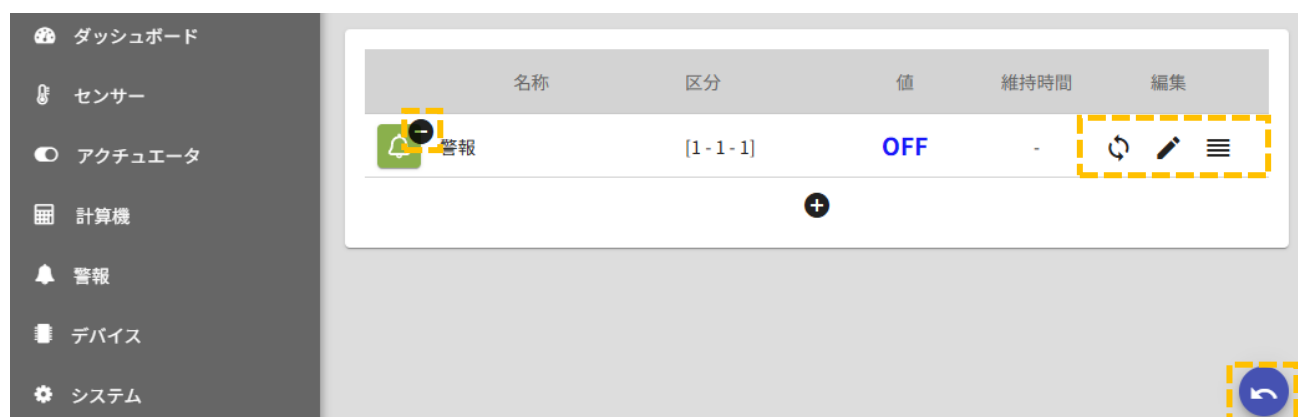 ダッシュボード
センサー
アクチュエータ
計算機
警報
デバイス
システム
名称 区分 値 維持時間 編集
警報 [1 - 1 - 1] OFF -